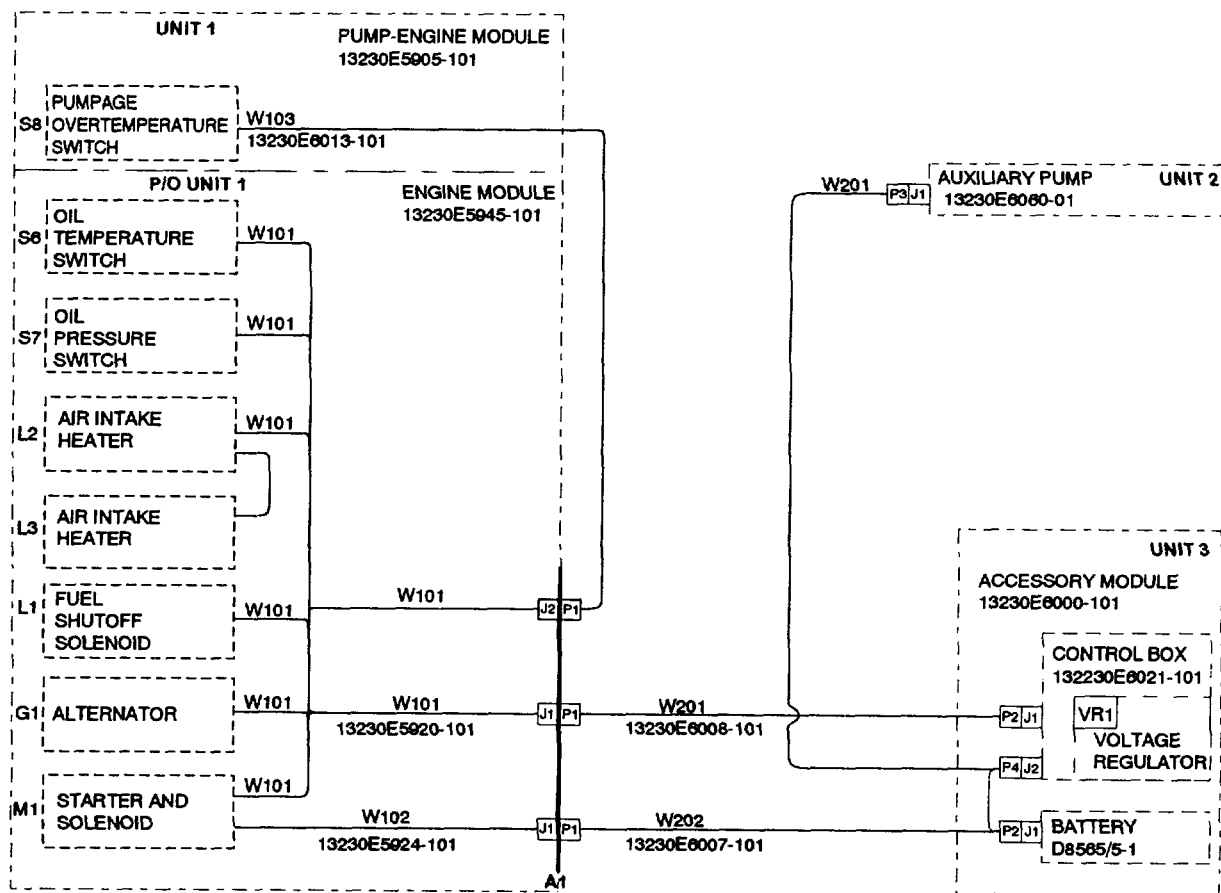 UNIT 1
PUMP-ENGINE MODULE
13230E5905-101
S8
PUMPAGE
OVERTEMPERATURE
SWITCH
W103
13230E6013-101
P/O UNIT 1
ENGINE MODULE
13230E5945-101
S6
OIL
TEMPERATURE
SWITCH
W101
S7
OIL
PRESSURE
SWITCH
W101
L2
AIR INTAKE
HEATER
W101
L3
AIR INTAKE
HEATER
L1
FUEL
SHUTOFF
SOLENOID
W101
W101
J2 P1
G1
ALTERNATOR
W101
W101
13230E5920-101
J1 P1
M1
STARTER AND
SOLENOID
W101
W102
13230E5924-101
J1 P1
A1
W201
13230E6008-101
W202
13230E6007-101
W201
P3 J1
AUXILIARY PUMP
13230E6060-01
UNIT 2
UNIT 3
ACCESSORY MODULE
13230E6000-101
CONTROL BOX
132230E6021-101
P2 J1
VR1
VOLTAGE
REGULATOR
P4 J2
P2 J1
BATTERY
D8565/5-1